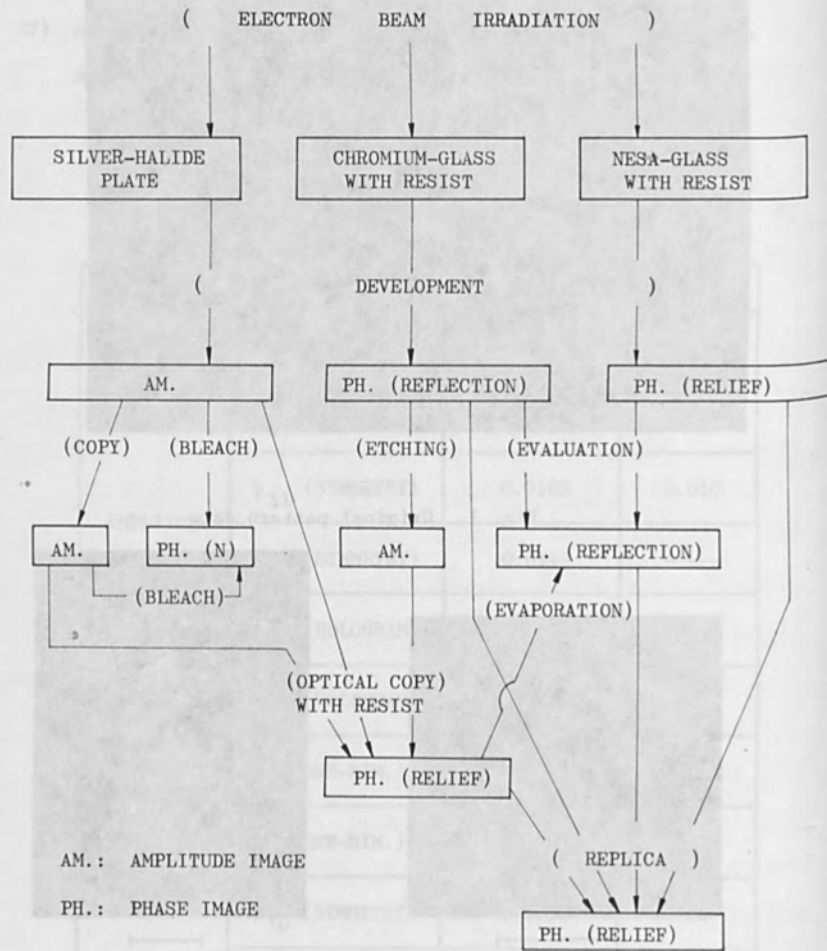 ( ELECTRON BEAM IRRADIATION )
SILVER-HALIDE
PLATE
CHROMIUM-GLASS
WITH RESIST
NESA-GLASS
WITH RESIST
( DEVELOPMENT )
AM.
PH. (REFLECTION)
PH. (RELIEF)
(COPY)
(BLEACH)
(ETCHING)
(EVALUATION)
AM.
PH. (N)
AM.
PH. (REFLECTION)
(BLEACH)
(EVAPORATION)
(OPTICAL COPY)
WITH RESIST
PH. (RELIEF)
AM.: AMPLITUDE IMAGE
( REPLICA )
PH.: PHASE IMAGE
PH. (RELIEF)